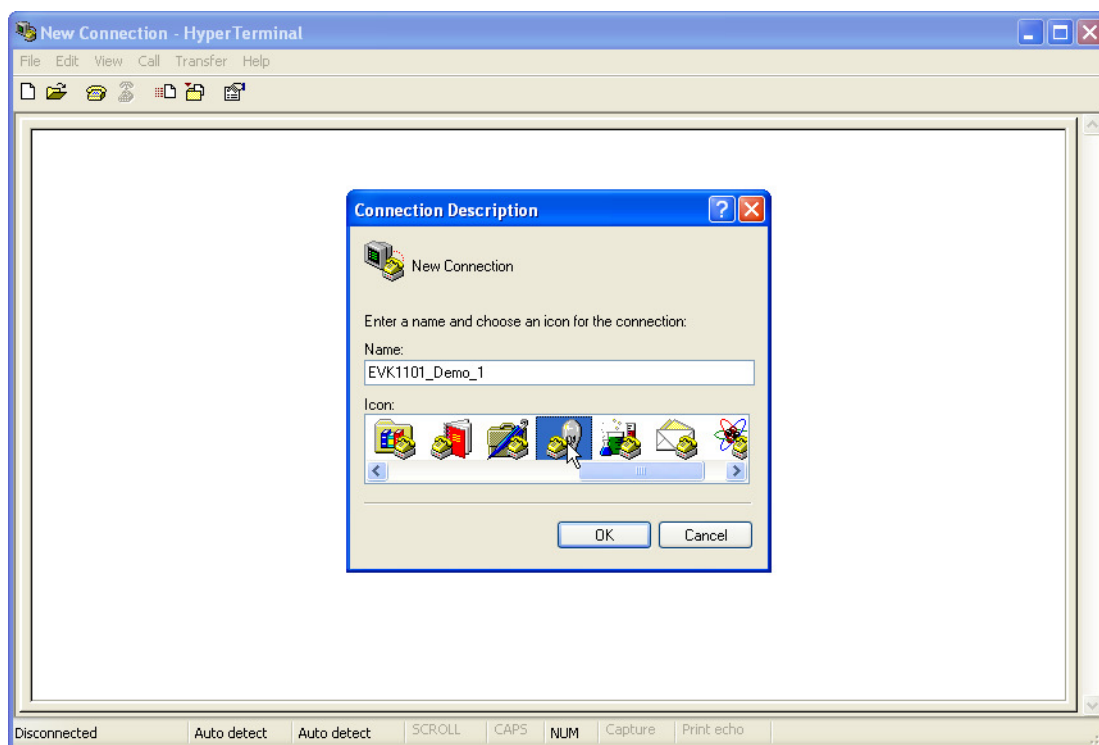 New Connection - HyperTerminal
File Edit View Call Transfer Help
Connection Description
New Connection
Enter a name and choose an icon for the connection:
Name:
EVK1101_Demo_1
Icon:
OK Cancel
Disconnected Auto detect Auto detect SCROLL CAPS NUM Capture Print echo